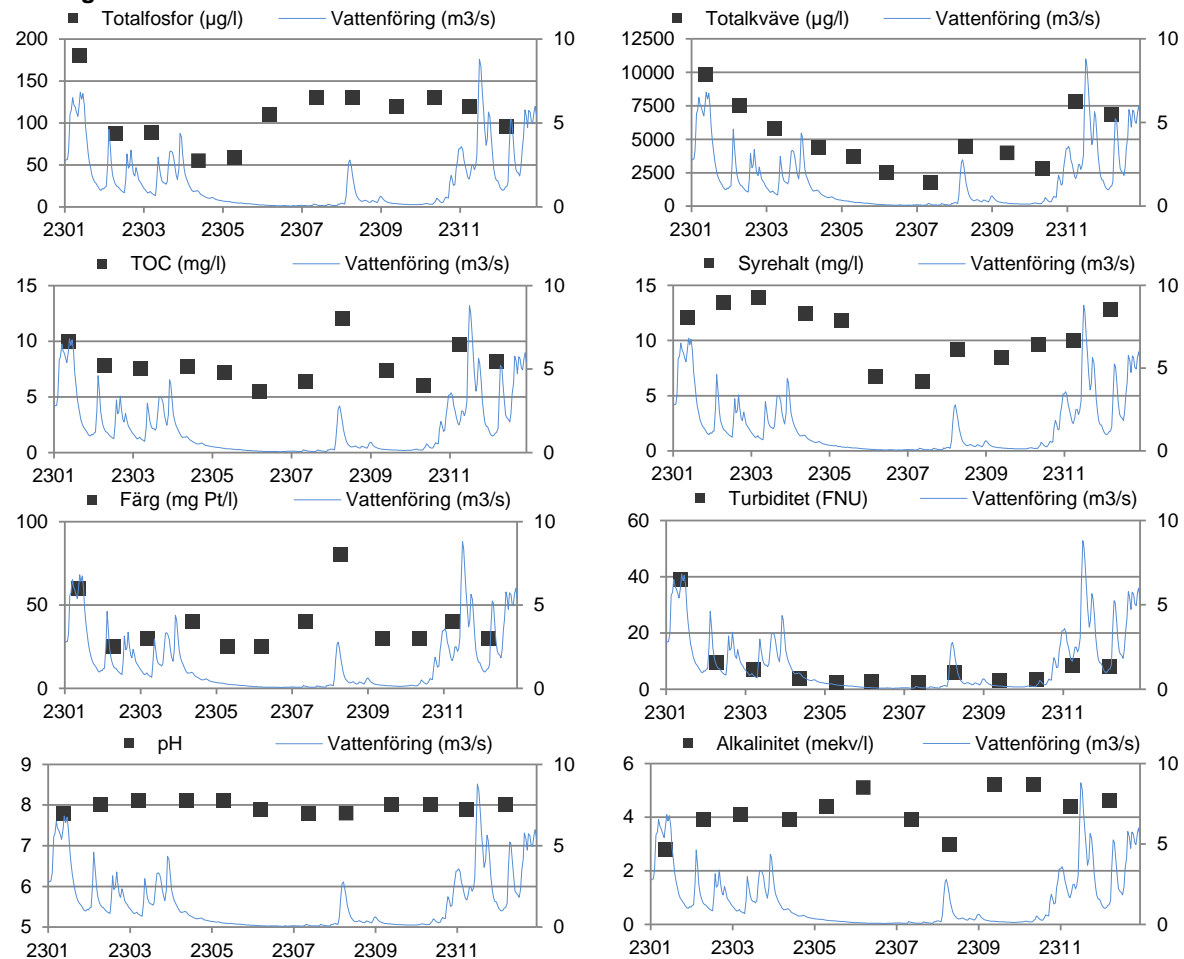 Totalfosfor (µg/l) Vattenföring (m3/s)
200 150 100 50 0
10 5 0
2301 2303 2305 2307 2309 2311
Totalkväve (µg/l) Vattenföring (m3/s)
12500 10000 7500 5000 2500 0
10 5 0
2301 2303 2305 2307 2309 2311
TOC (mg/l) Vattenföring (m3/s)
15 10 5 0
10 5 0
2301 2303 2305 2307 2309 2311
Syrehalt (mg/l) Vattenföring (m3/s)
15 10 5 0
10 5 0
2301 2303 2305 2307 2309 2311
Färg (mg Pt/l) Vattenföring (m3/s)
100 50 0
10 5 0
2301 2303 2305 2307 2309 2311
Turbiditet (FNU) Vattenföring (m3/s)
60 40 20 0
10 5 0
2301 2303 2305 2307 2309 2311
pH Vattenföring (m3/s)
9 8 7 6 5
10 5 0
2301 2303 2305 2307 2309 2311
Alkalinitet (mekv/l) Vattenföring (m3/s)
6 4 2 0
10 5 0
2301 2303 2305 2307 2309 2311